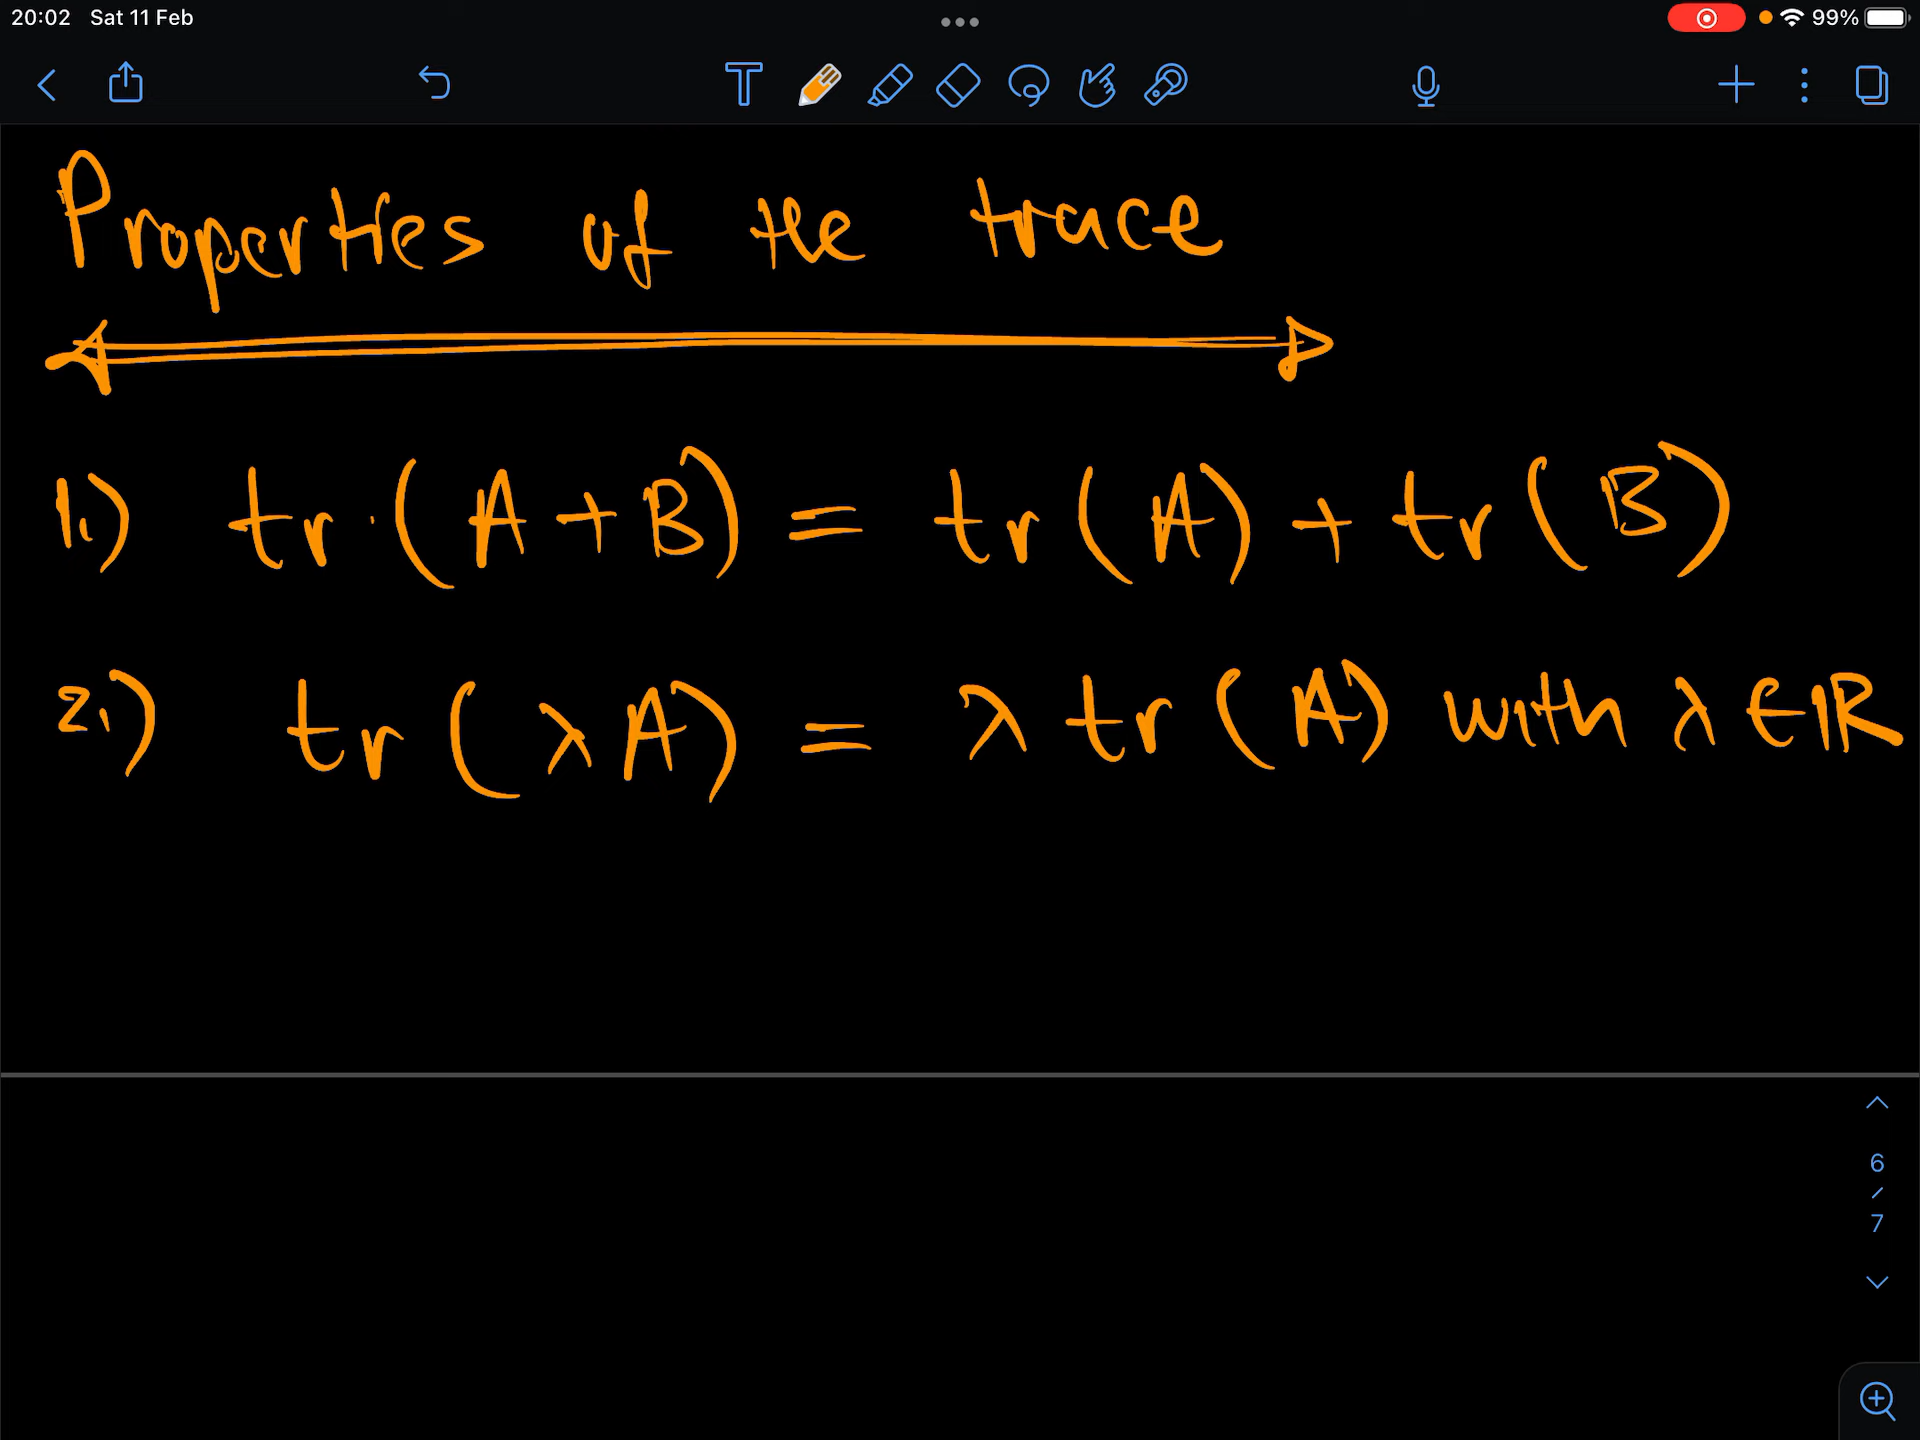 20:02 Sat 11 Feb
99%
T
Properties of the trace
1.) tr.(A+B) = tr(A) + tr(B)
2.) tr(λA) = λ tr(A) with λ ∈ ℝ
6
/
7